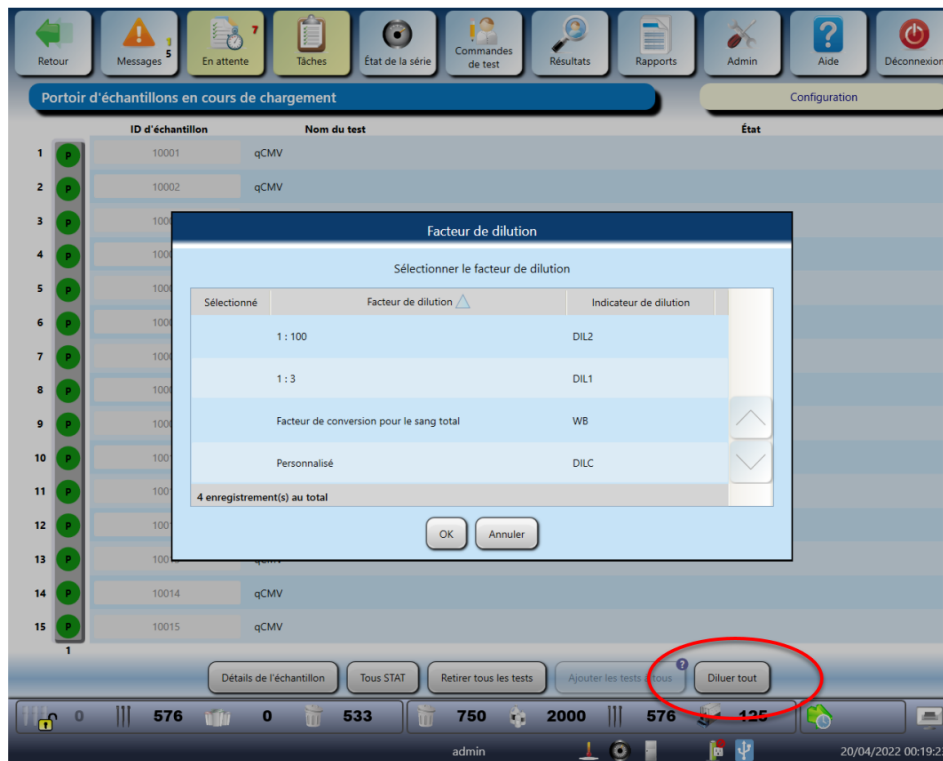 1
5
7
Retour
Messages
En attente
Tâches
État de la série
Commandes
de test
Résultats
Rapports
Admin
Aide
Déconnexion
Portoir d'échantillons en cours de chargement
Configuration
ID d'échantillon Nom du test État
1 P 10001 qCMV
2 P 10002 qCMV
3 P
4 P
5 P
6 P
7 P
8 P
9 P
10 P
11 P
12 P
13 P
14 P 10014 qCMV
15 P 10015 qCMV
1
Facteur de dilution
Sélectionner le facteur de dilution
Sélectionné Facteur de dilution Indicateur de dilution
1 : 100 DIL2
1 : 3 DIL1
Facteur de conversion pour le sang total WB
Personnalisé DILC
4 enregistrement(s) au total
OK Annuler
Détails de l'échantillon Tous STAT Retirer tous les tests Ajouter les tests à tous ? Diluer tout
0 576 0 533 750 2000 576 125
admin 20/04/2022 00:19:2